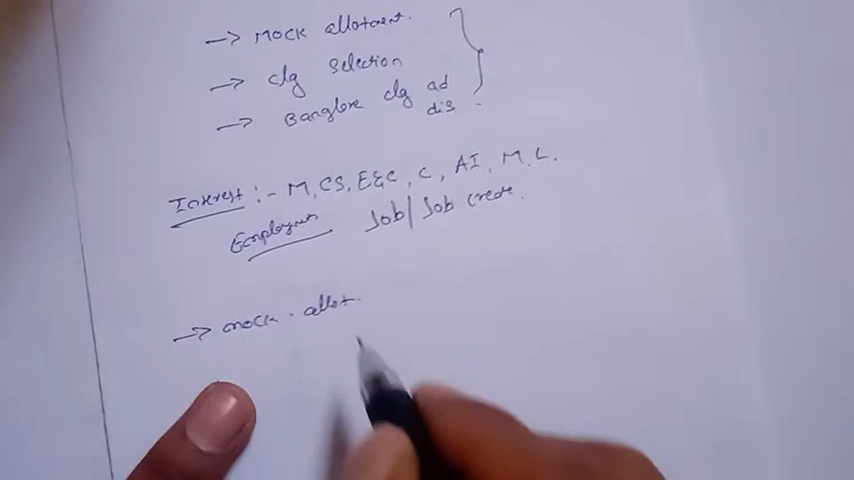 → Mock allotment.
→ clg selection
→ Banglore clg ad
dis.
Interest :- M, CS, E&C, C, AI, M.L.
Employment Job/Job create.
→ mock. allot.